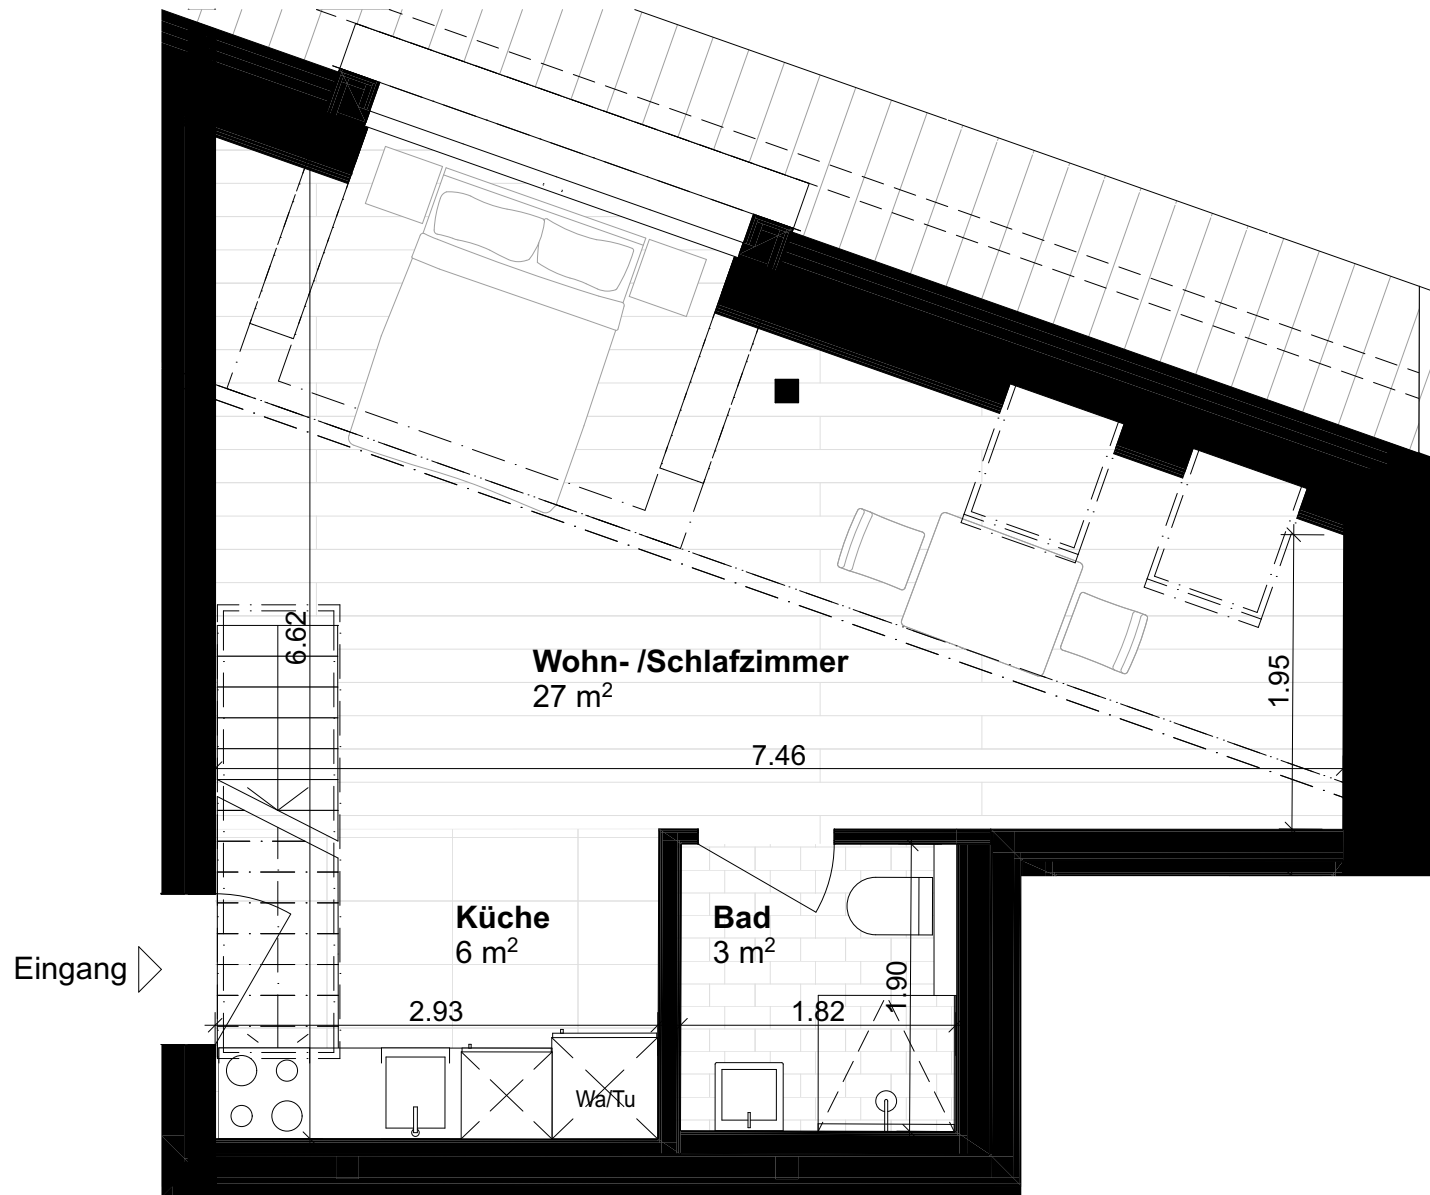 6.62
Wohn- /Schlafzimmer
27 m²
1.95
7.46
Küche
6 m²
Bad
3 m²
Eingang
2.93
1.82
1.90
Wa/Tu